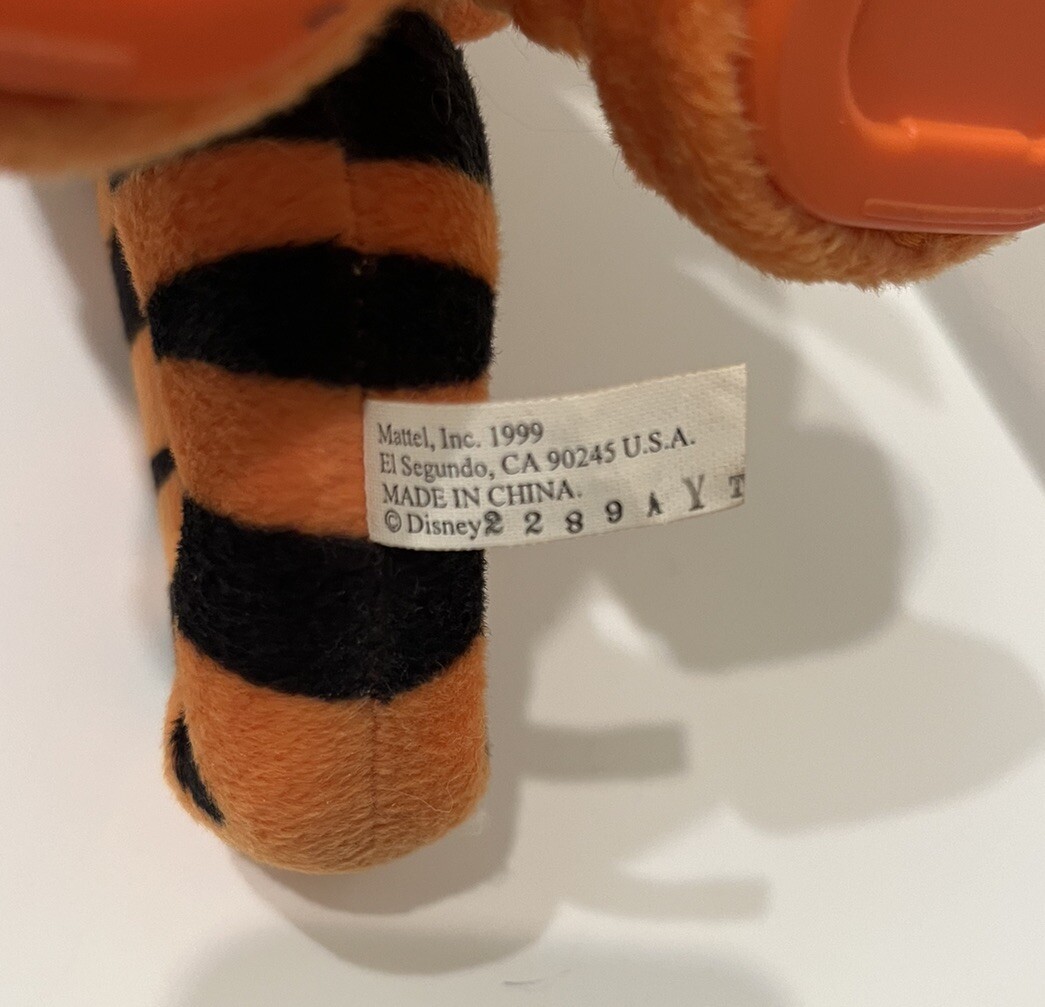 Mattel, Inc. 1999
El Segundo, CA 90245 U.S.A.
MADE IN CHINA.
© Disney 2 2 8 9 A Y T